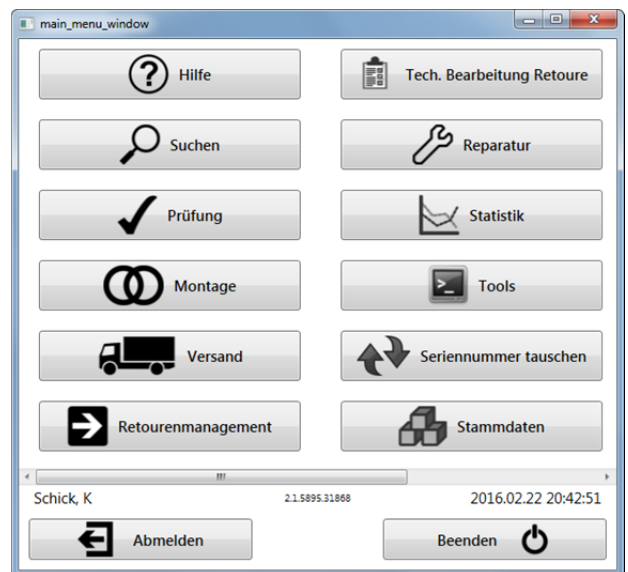 main_menu_window
Hilfe
Tech. Bearbeitung Retoure
Suchen
Reparatur
Prüfung
Statistik
Montage
Tools
Versand
Seriennummer tauschen
Retourenmanagement
Stammdaten
Schick, K
2.1.5895.31868
2016.02.22 20:42:51
Abmelden
Beenden